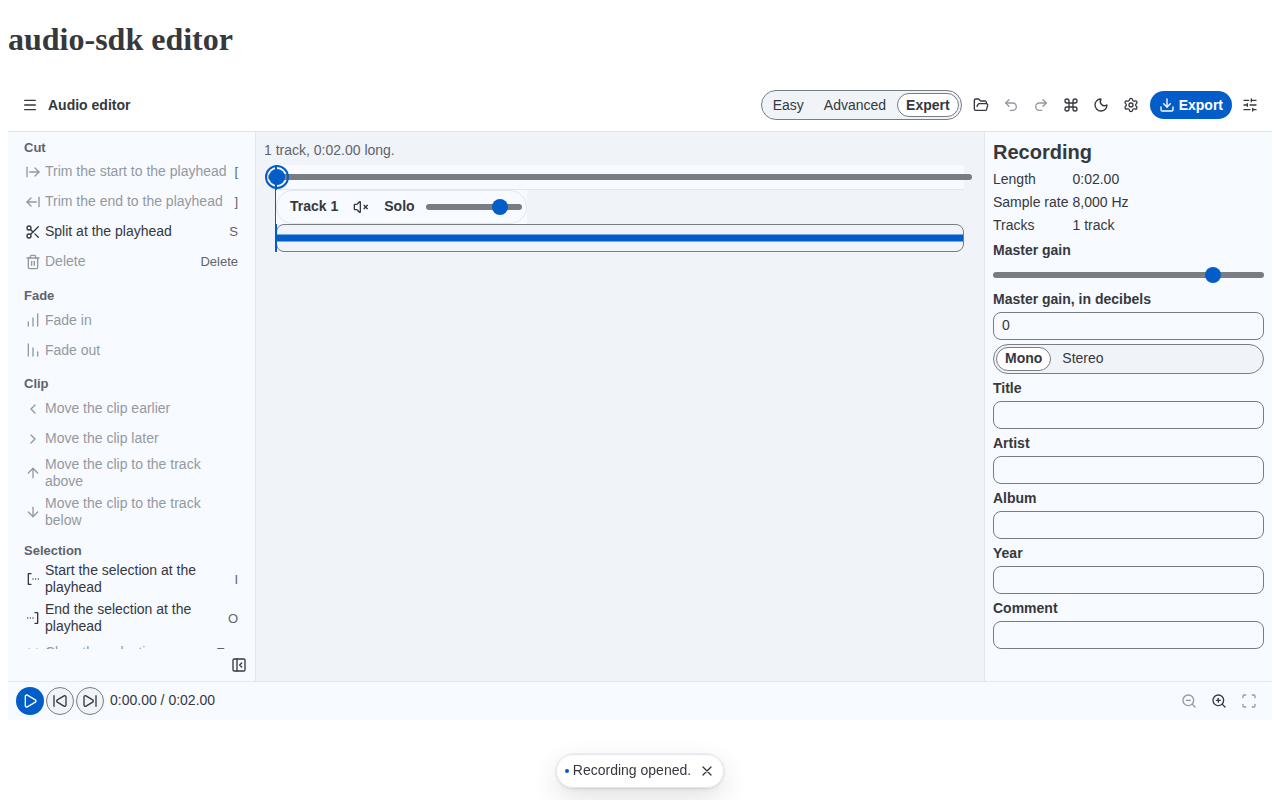 audio-sdk editor
Audio editor
Easy Advanced Expert
Export
Cut
Trim the start to the playhead [
Trim the end to the playhead ]
Split at the playhead S
Delete Delete
Fade
Fade in
Fade out
Clip
Move the clip earlier
Move the clip later
Move the clip to the track
above
Move the clip to the track
below
Selection
Start the selection at the
playhead I
End the selection at the
playhead O
1 track, 0:02.00 long.
Track 1 Solo
Recording
Length 0:02.00
Sample rate 8,000 Hz
Tracks 1 track
Master gain
Master gain, in decibels
0
Mono Stereo
Title
Artist
Album
Year
Comment
0:00.00 / 0:02.00
Recording opened.